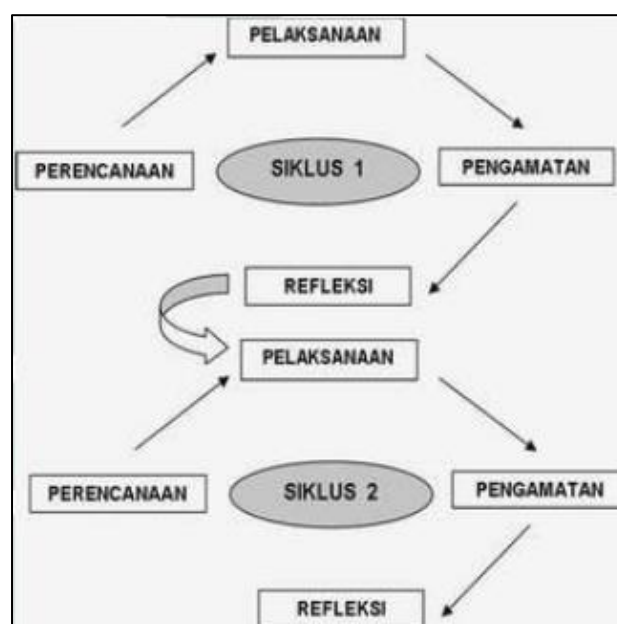 PELAKSANAAN
PERENCANAAN
SIKLUS 1
PENGAMATAN
REFLEKSI
PELAKSANAAN
PERENCANAAN
SIKLUS 2
PENGAMATAN
REFLEKSI